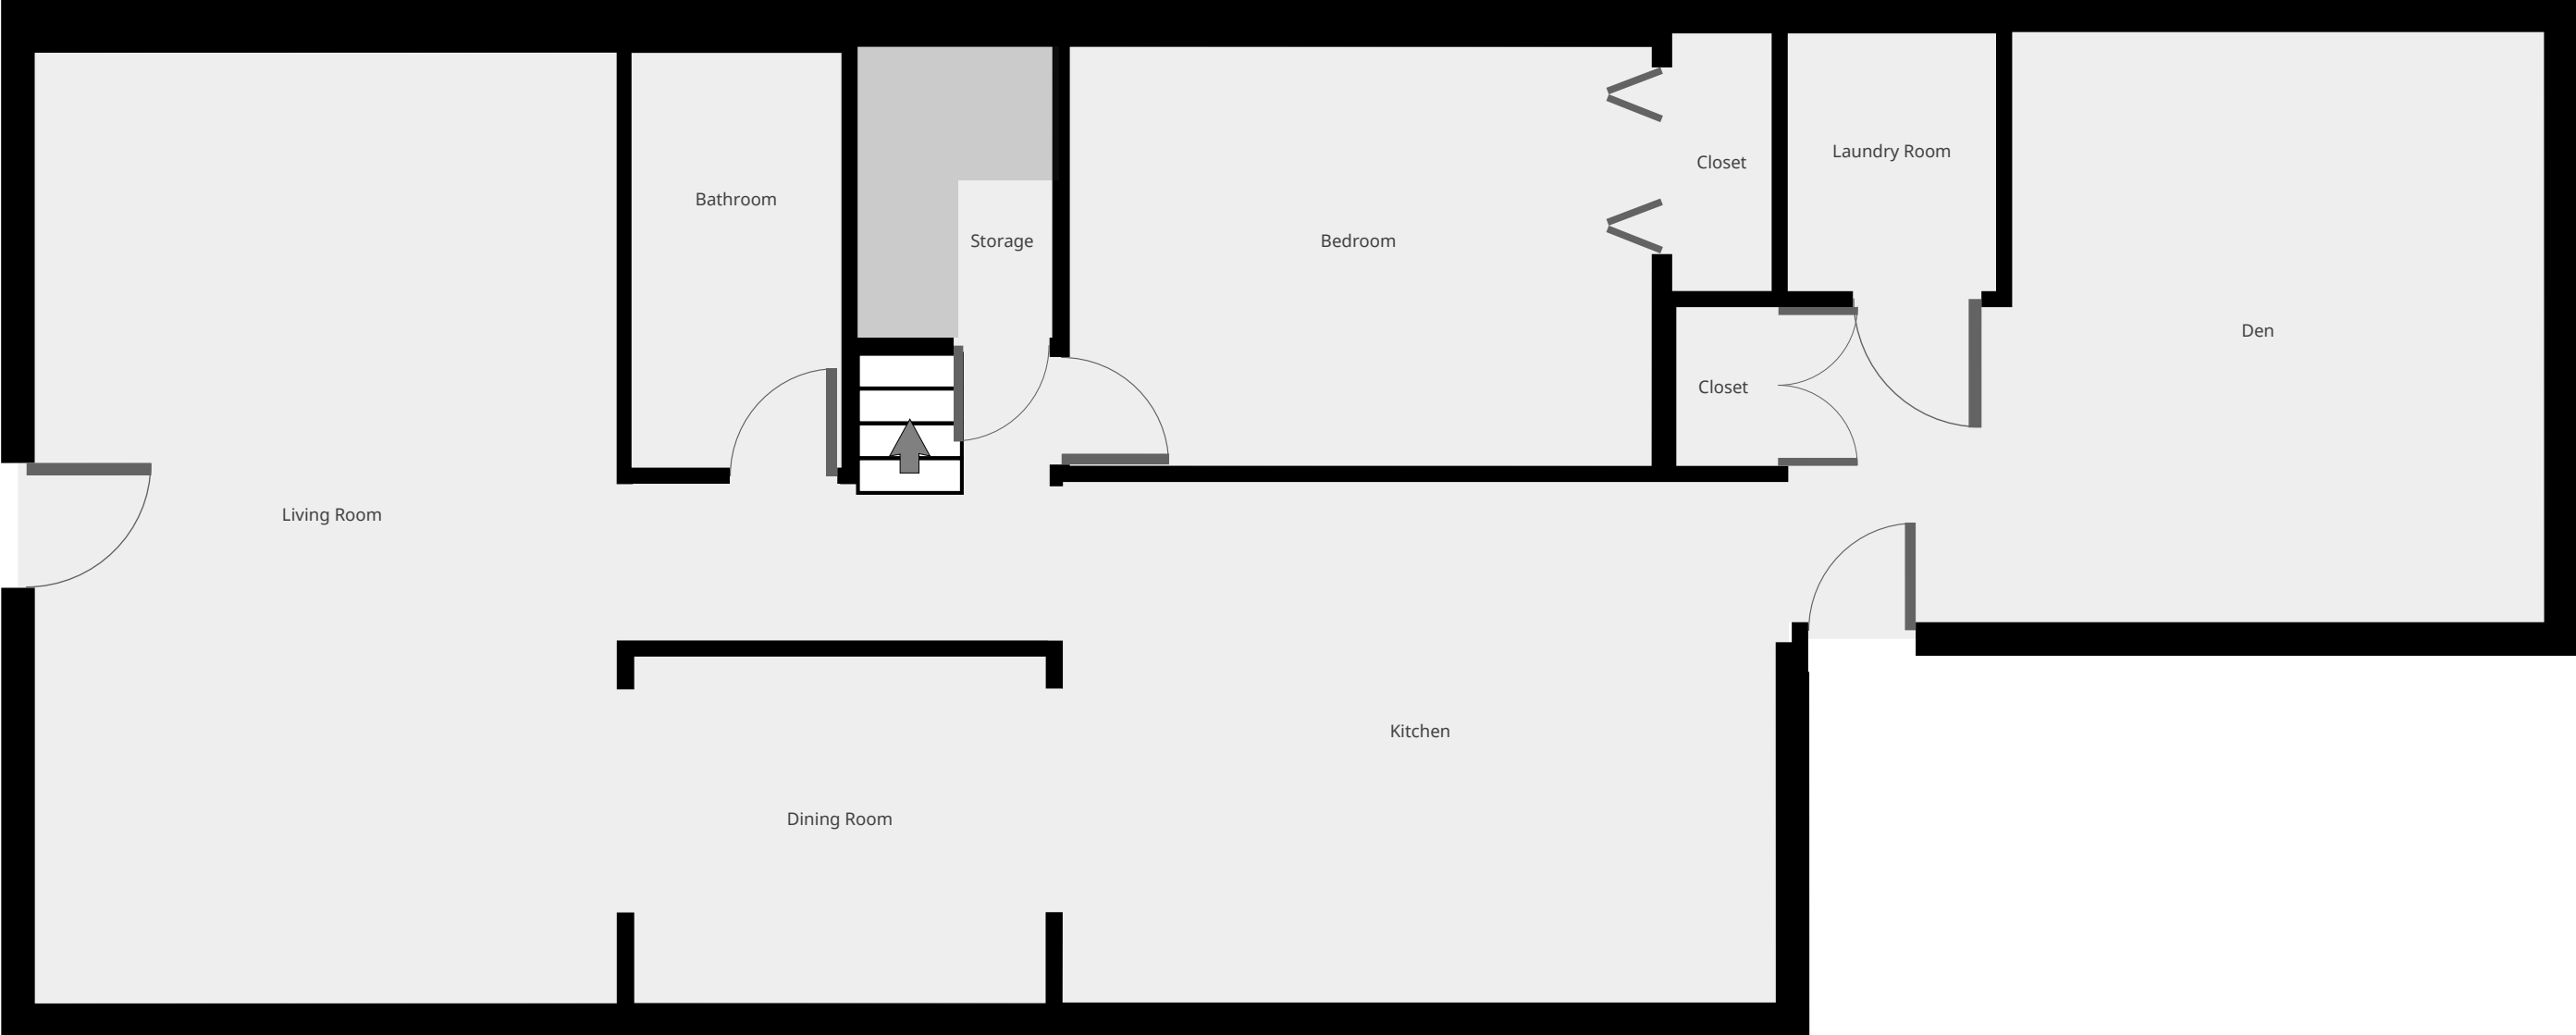 Closet
Laundry Room
Bathroom
Storage
Bedroom
Den
Closet
Living Room
Kitchen
Dining Room